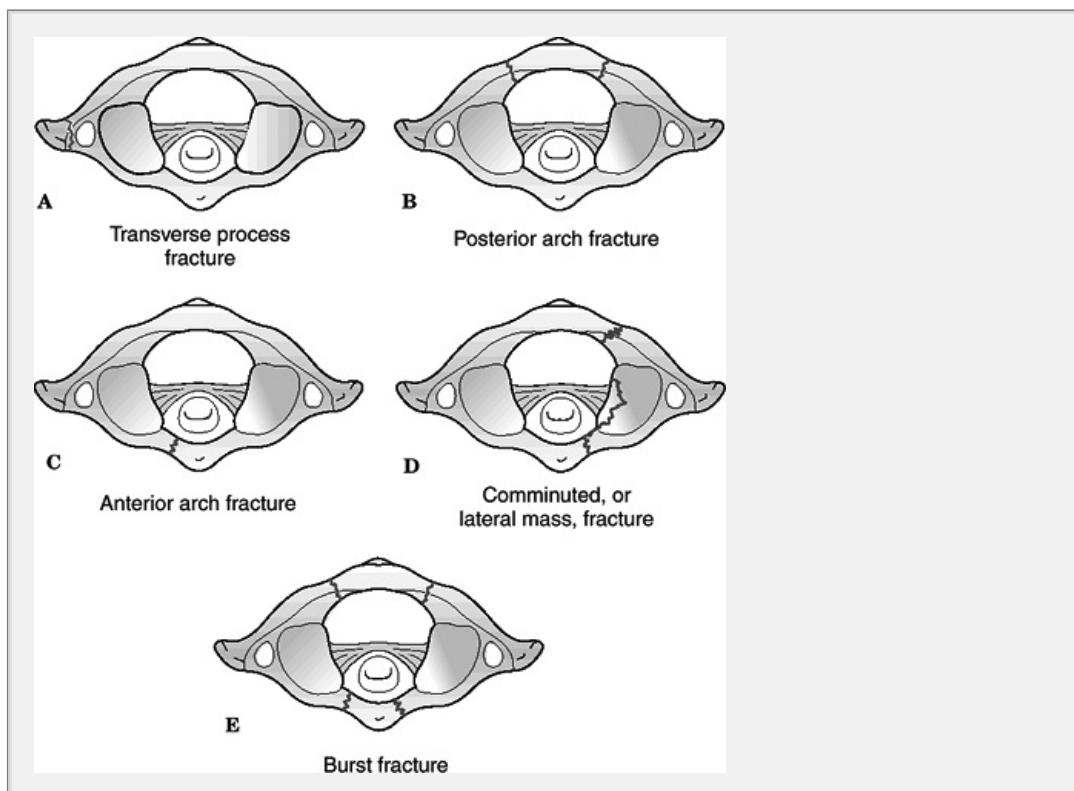 A
Transverse process
fracture
B
Posterior arch fracture
C
Anterior arch fracture
D
Comminuted, or
lateral mass, fracture
E
Burst fracture